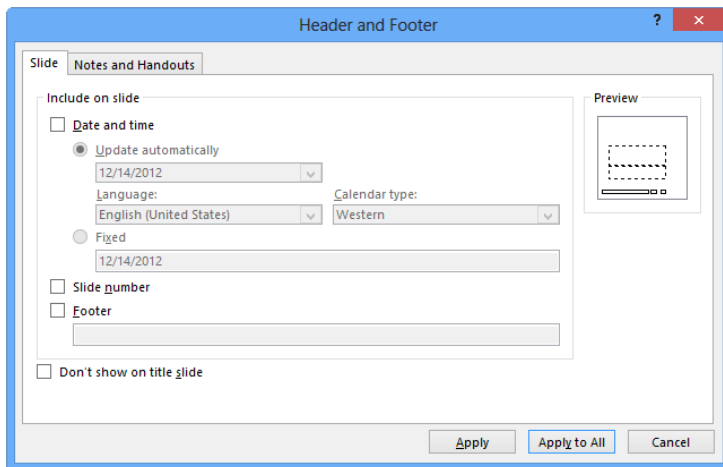 Header and Footer
?
Slide Notes and Handouts
Include on slide
Preview
Date and time
Update automatically
12/14/2012
Language: Calendar type:
English (United States) Western
Fixed
12/14/2012
Slide number
Footer
Don't show on title slide
Apply Apply to All Cancel